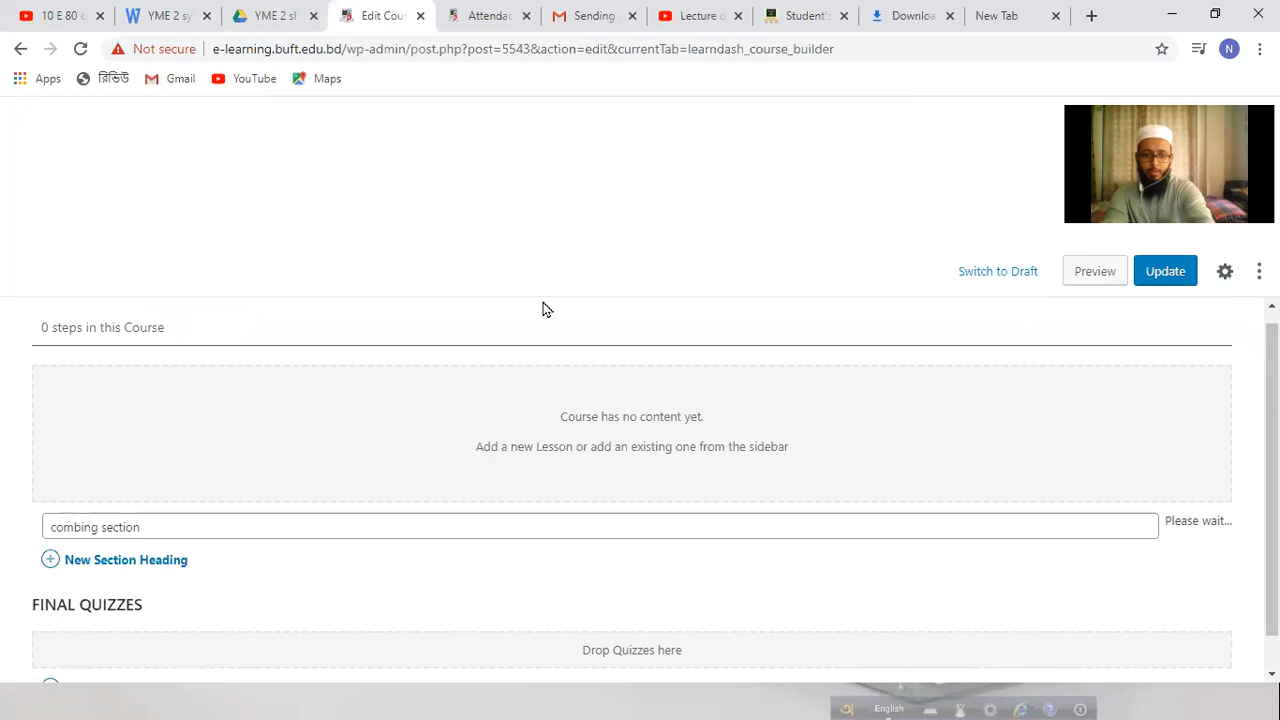 10 E 80 c
YME 2 sy
YME 2 sl
Edit Cou
Attendac
Sending
Lecture d
Student's
Downloa
New Tab
Not secure
e-learning.buft.edu.bd/wp-admin/post.php?post=5543&action=edit&currentTab=learndash_course_builder
N
Apps
রিভিউ
Gmail
YouTube
Maps
Switch to Draft
Preview
Update
0 steps in this Course
Course has no content yet.
Add a new Lesson or add an existing one from the sidebar
combing section
Please wait...
New Section Heading
FINAL QUIZZES
Drop Quizzes here
English